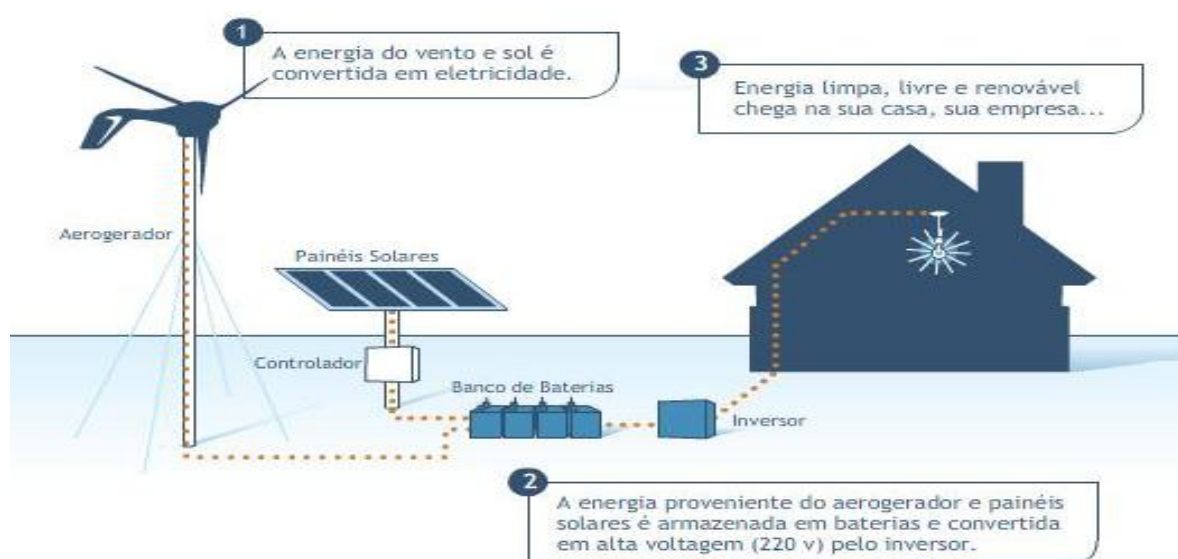 1
A energia do vento e sol é
convertida em eletricidade.
3
Energia limpa, livre e renovável
chega na sua casa, sua empresa...
Aerogerador
Painéis Solares
Controlador
Banco de Baterias
Inversor
2
A energia proveniente do aerogerador e painéis
solares é armazenada em baterias e convertida
em alta voltagem (220 v) pelo inversor.